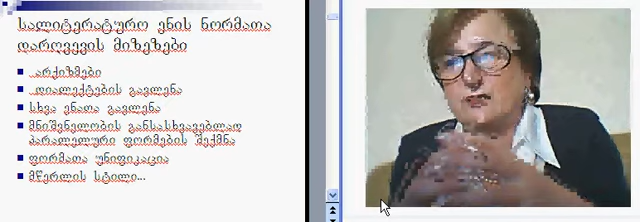 სალიტერატურო ენის ნორმათა
დარღვევის მიზეზები
არქიზმები
დიალექტების გავლენა
სხვა ენათა გავლენა
მნიშვნელობის განსასხვავებლად
პარალელური ფორმების შექმნა
ფორმათა უნიფიკაცია
მწერლის სტილი...